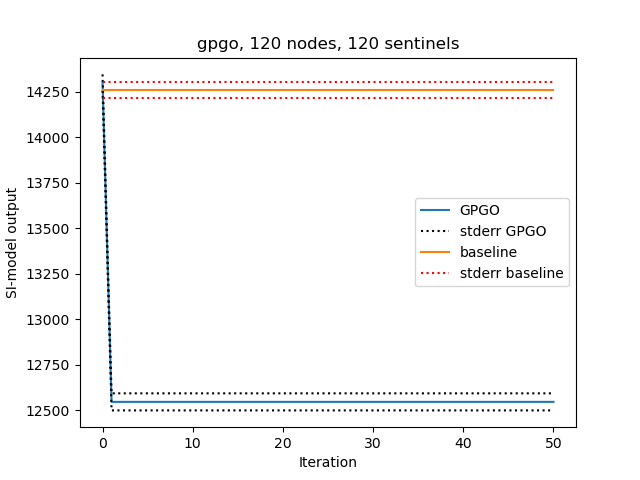 gpgo, 120 nodes, 120 sentinels
14250
14000
13750
13500
13250
13000
12750
12500
SI-model output
GPGO
stderr GPGO
baseline
stderr baseline
0
10
20
30
40
50
Iteration